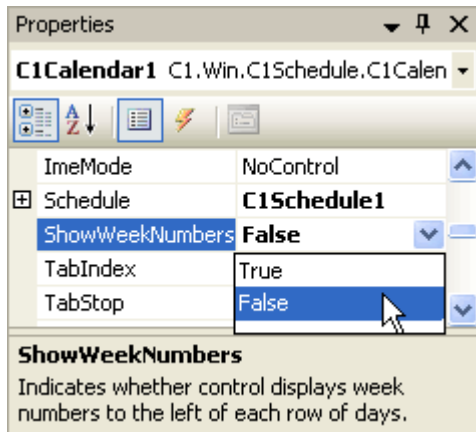 Properties
C1Calendar1 C1.Win.C1Schedule.C1Calen
ImeMode NoControl
Schedule C1Schedule1
ShowWeekNumbers False
TabIndex True
TabStop False
ShowWeekNumbers
Indicates whether control displays week
numbers to the left of each row of days.